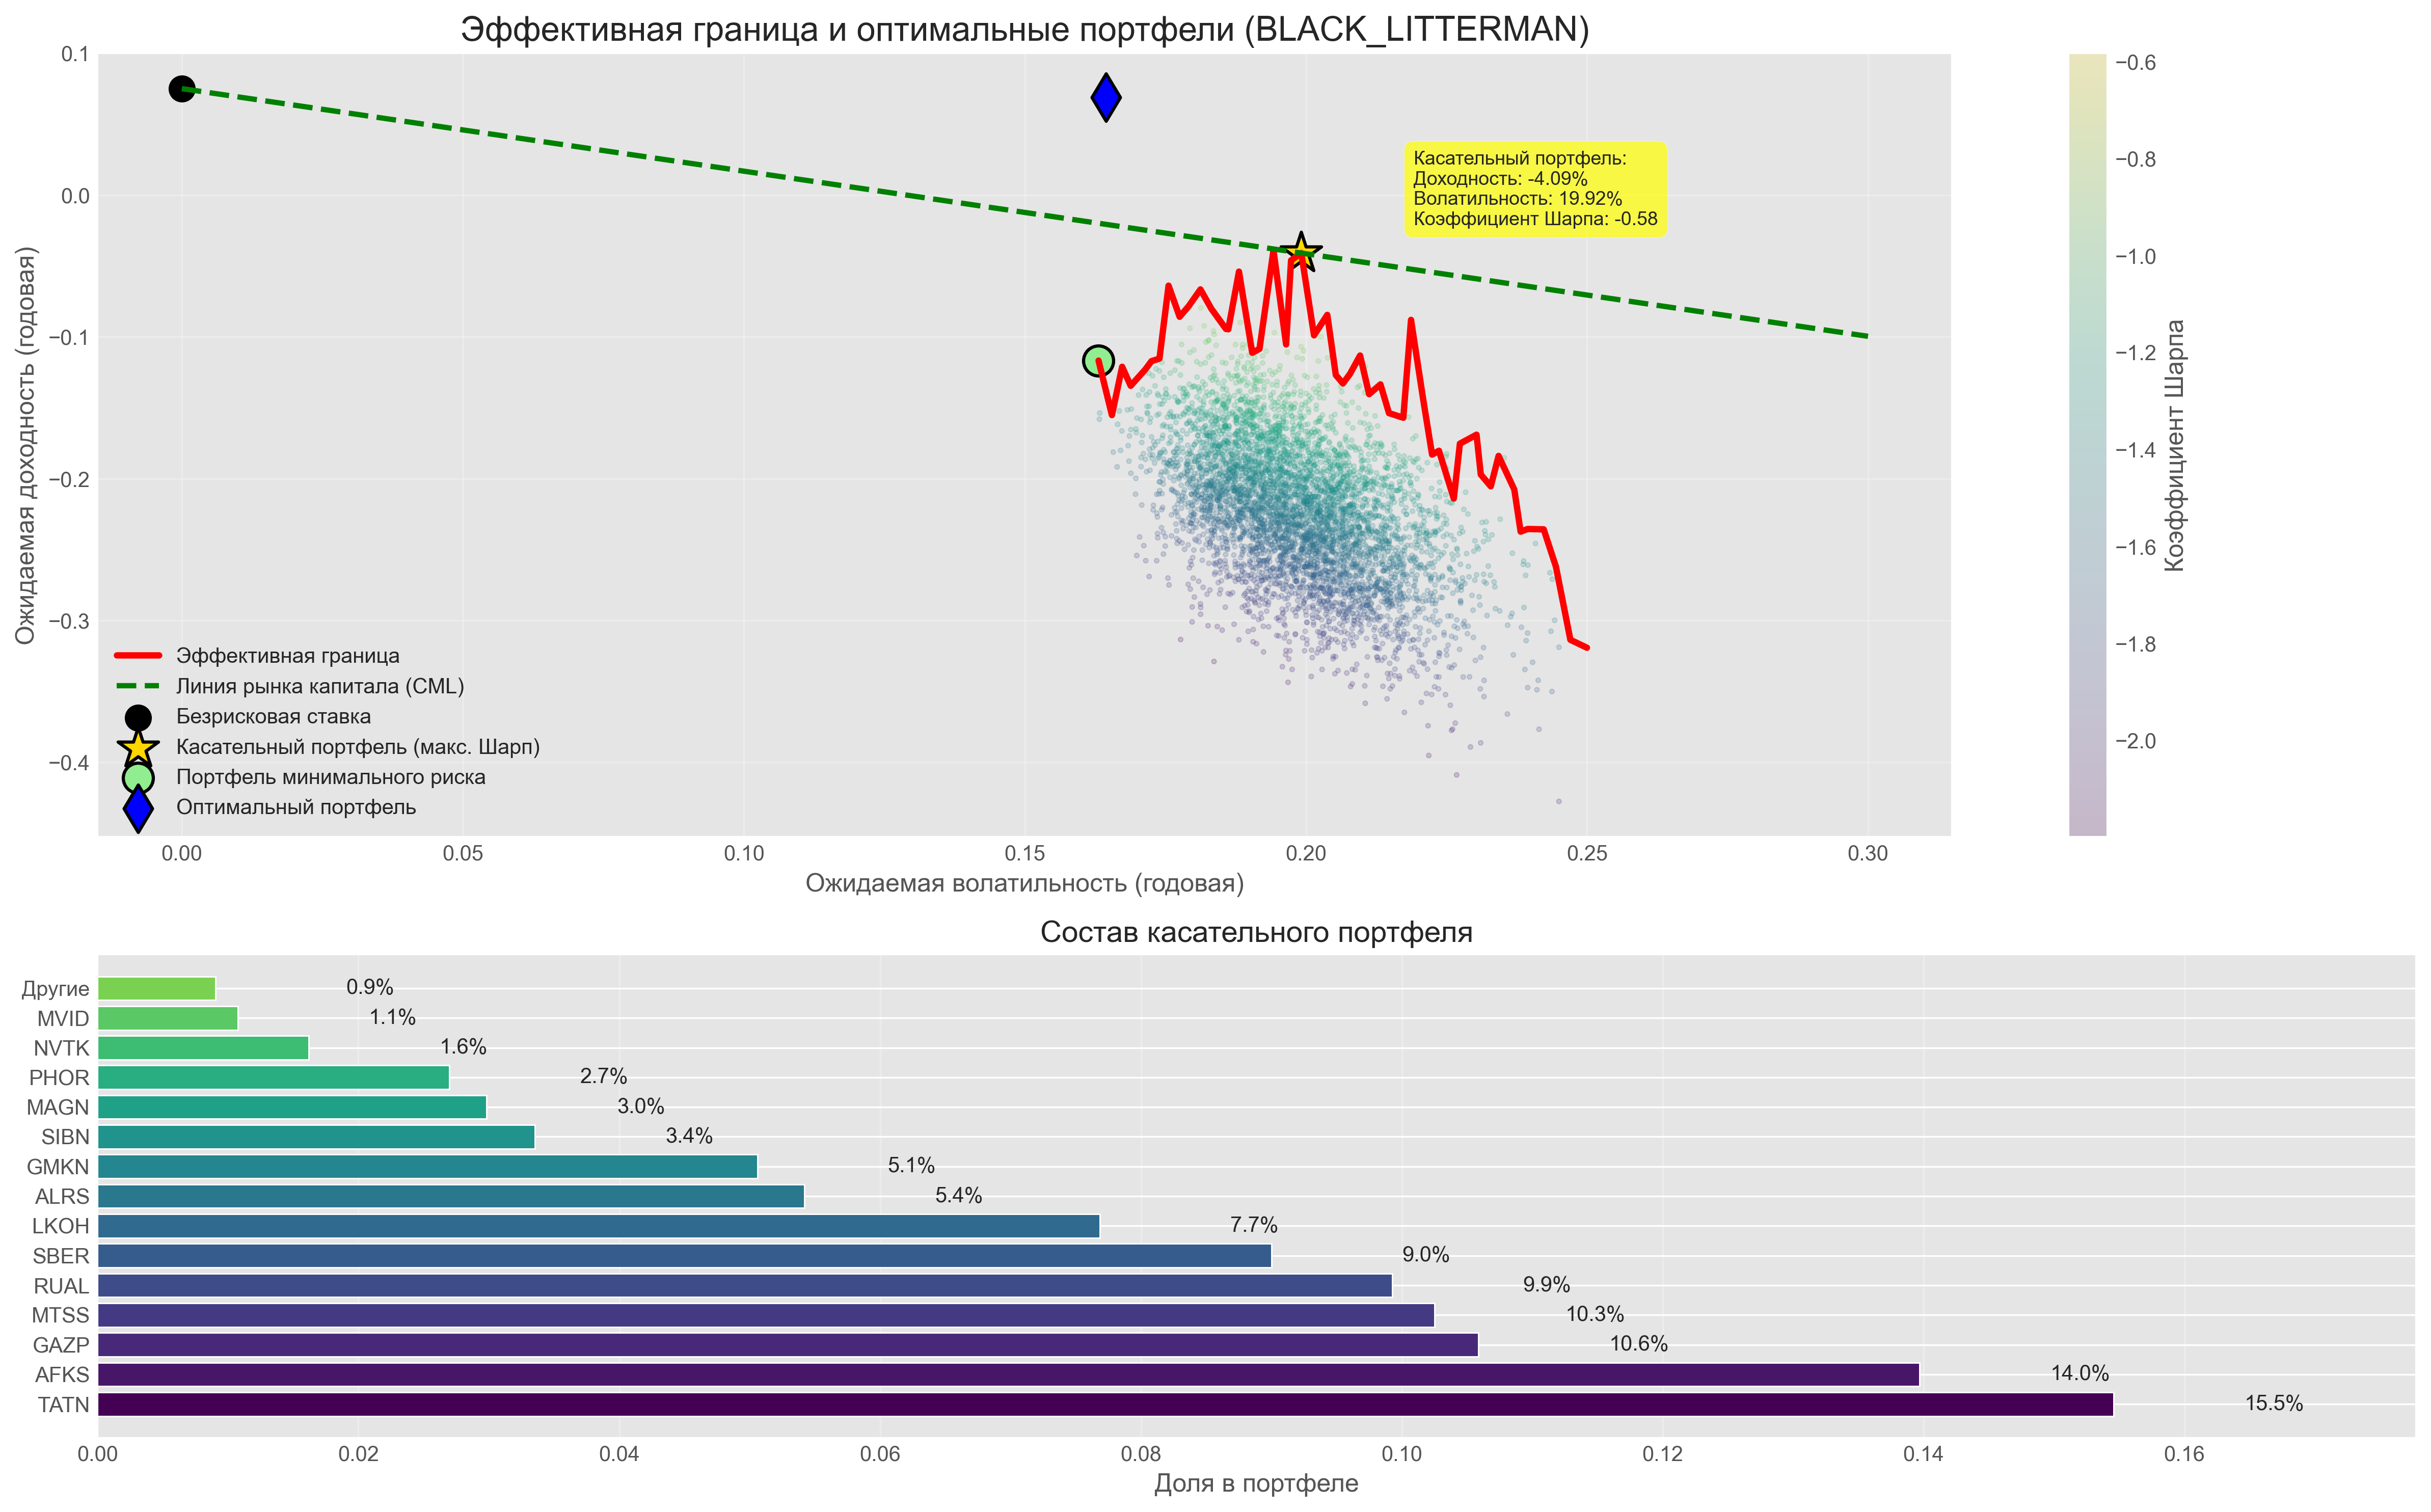 Эффективная граница и оптимальные портфели (BLACK_LITTERMAN)
Ожидаемая доходность (годовая)
0.1
0.0
−0.1
−0.2
−0.3
−0.4
Касательный портфель:
Доходность: -4.09%
Волатильность: 19.92%
Коэффициент Шарпа: -0.58
Эффективная граница
Линия рынка капитала (CML)
Безрисковая ставка
Касательный портфель (макс. Шарп)
Портфель минимального риска
Оптимальный портфель
0.00 0.05 0.10 0.15 0.20 0.25 0.30
Ожидаемая волатильность (годовая)
−0.6
−0.8
−1.0
−1.2
−1.4
−1.6
−1.8
−2.0
Коэффициент Шарпа
Состав касательного портфеля
Другие 0.9%
MVID 1.1%
NVTK 1.6%
PHOR 2.7%
MAGN 3.0%
SIBN 3.4%
GMKN 5.1%
ALRS 5.4%
LKOH 7.7%
SBER 9.0%
RUAL 9.9%
MTSS 10.3%
GAZP 10.6%
AFKS 14.0%
TATN 15.5%
0.00 0.02 0.04 0.06 0.08 0.10 0.12 0.14 0.16
Доля в портфеле